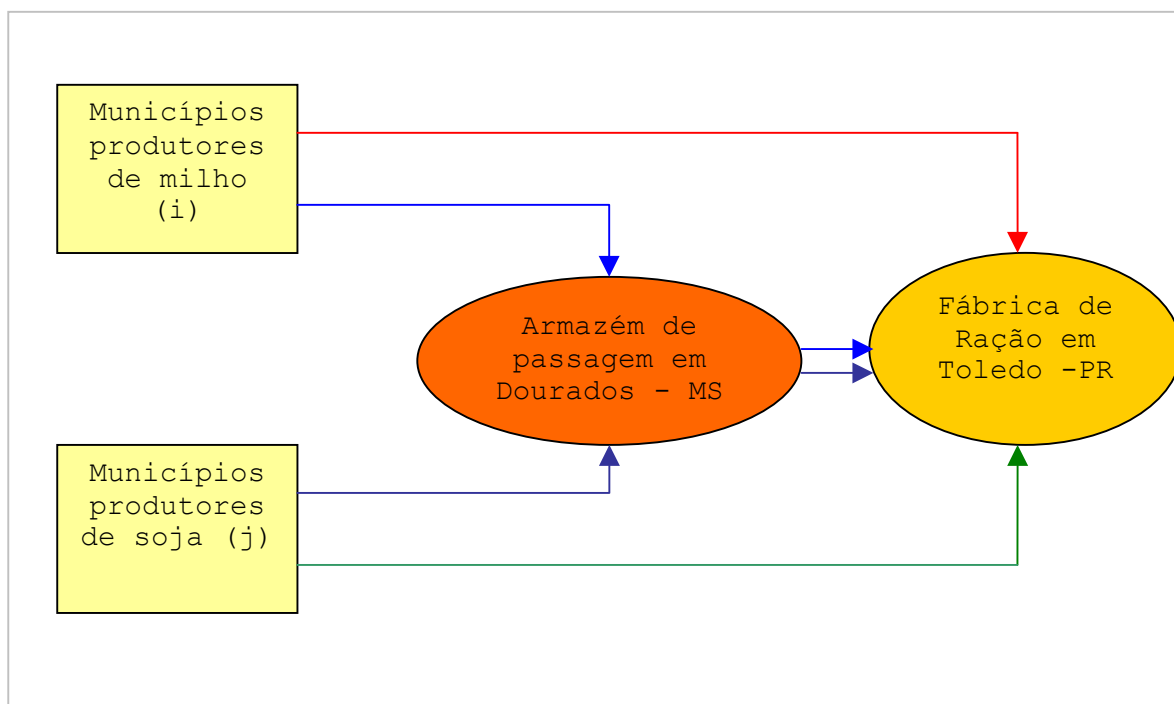 Municípios
produtores
de milho
(i)
Armazém de
passagem em
Dourados - MS
Fábrica de
Ração em
Toledo -PR
Municípios
produtores
de soja (j)